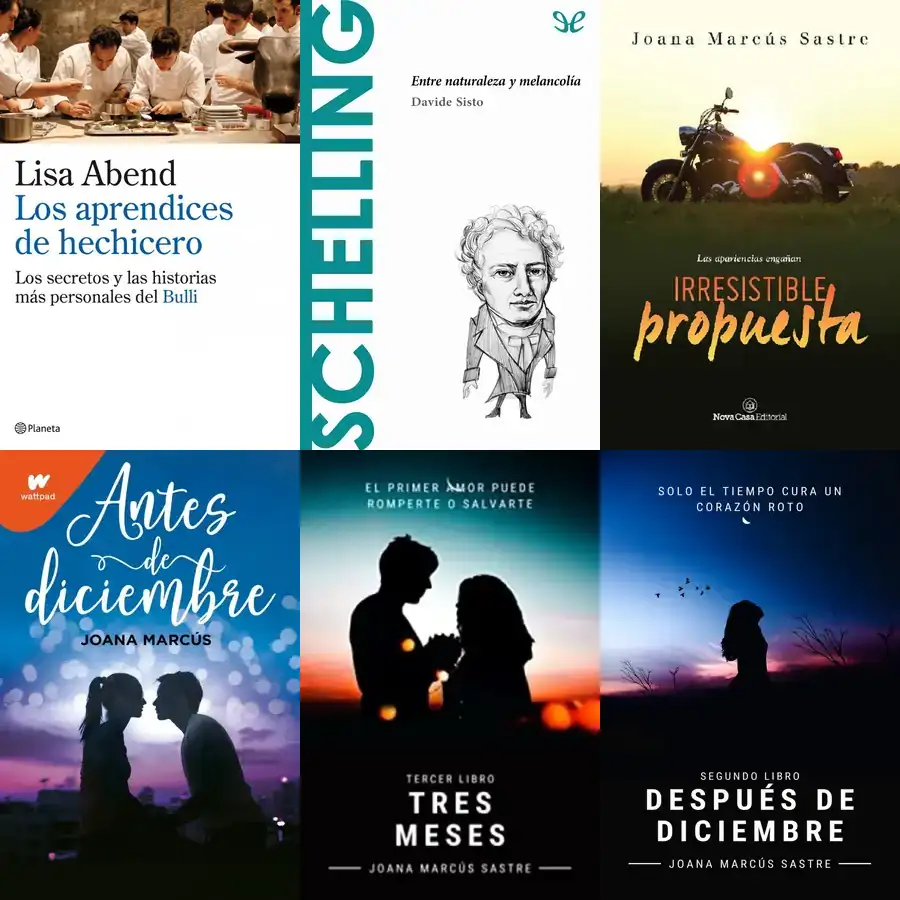 Lisa Abend
Los aprendices
de hechicero
Los secretos y las historias
más personales del Bulli
Planeta
SCHELLING
Entre naturaleza y melancolía
Davide Sisto
Joana Marcús Sastre
Las apariencias engañan
IRRESISTIBLE
propuesta
Nova Casa Editorial
w
wattpad
Antes
de
diciembre
JOANA MARCÚS
EL PRIMER AMOR PUEDE
ROMPERTE O SALVARTE
TERCER LIBRO
TRES
MESES
JOANA MARCÚS SASTRE
SOLO EL TIEMPO CURA UN
CORAZÓN ROTO
SEGUNDO LIBRO
DESPUÉS DE
DICIEMBRE
JOANA MARCÚS SASTRE